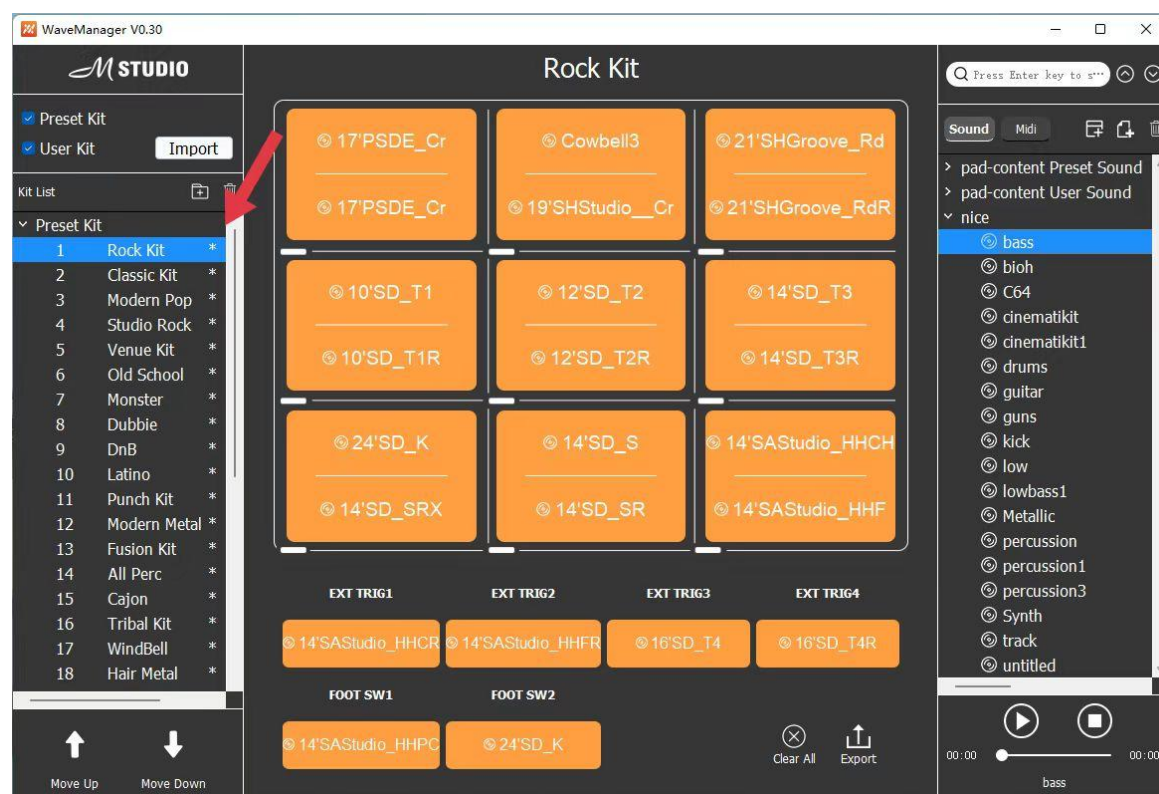 WaveManager V0.30
M STUDIO
Preset Kit
User Kit
Import
Kit List
Preset Kit
1 Rock Kit *
2 Classic Kit *
3 Modern Pop *
4 Studio Rock *
5 Venue Kit *
6 Old School *
7 Monster *
8 Dubbie *
9 DnB *
10 Latino *
11 Punch Kit *
12 Modern Metal *
13 Fusion Kit *
14 All Perc *
15 Cajon *
16 Tribal Kit *
17 WindBell *
18 Hair Metal *
Move Up Move Down
Rock Kit
17'PSDE_Cr Cowbell3 21'SHGroove_Rd
17'PSDE_Cr 19'SHStudio__Cr 21'SHGroove_RdR
10'SD_T1 12'SD_T2 14'SD_T3
10'SD_T1R 12'SD_T2R 14'SD_T3R
24'SD_K 14'SD_S 14'SAStudio_HHCH
14'SD_SRX 14'SD_SR 14'SAStudio_HHF
EXT TRIG1 EXT TRIG2 EXT TRIG3 EXT TRIG4
14'SAStudio_HHCR 14'SAStudio_HHFR 16'SD_T4 16'SD_T4R
FOOT SW1 FOOT SW2
14'SAStudio_HHPC 24'SD_K
Clear All Export
Press Enter key to s···
Sound Midi
pad-content Preset Sound
pad-content User Sound
nice
bass
bioh
C64
cinematikit
cinematikit1
drums
guitar
guns
kick
low
lowbass1
Metallic
percussion
percussion1
percussion3
Synth
track
untitled
00:00 00:00
bass